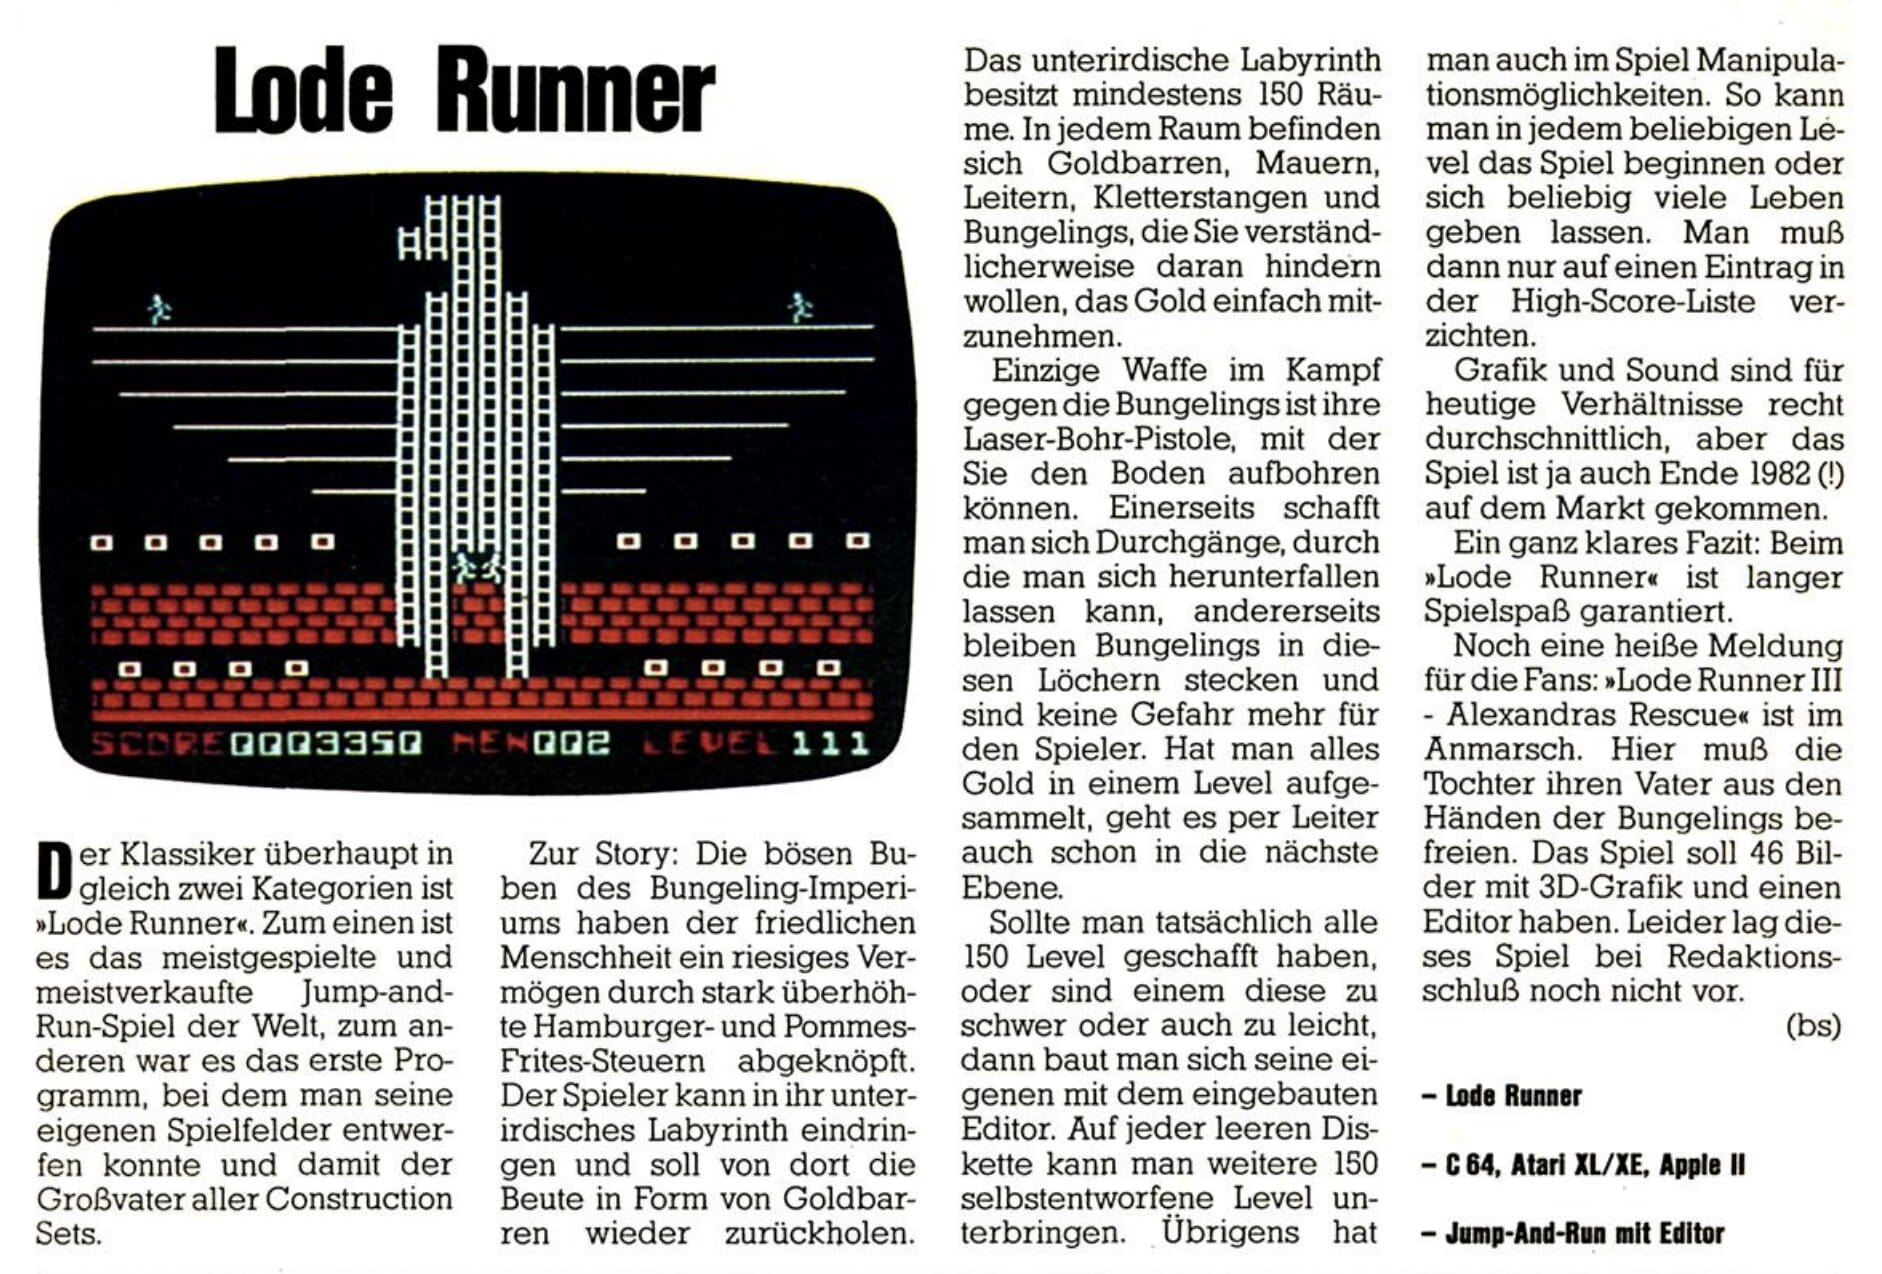 Lode Runner
SCORE0003350 MEN002 LEVEL111
Der Klassiker überhaupt in
gleich zwei Kategorien ist
»Lode Runner«. Zum einen ist
es das meistgespielte und
meistverkaufte Jump-and-
Run-Spiel der Welt, zum an-
deren war es das erste Pro-
gramm, bei dem man seine
eigenen Spielfelder entwer-
fen konnte und damit der
Großvater aller Construction
Sets.
Zur Story: Die bösen Bu-
ben des Bungeling-Imperi-
ums haben der friedlichen
Menschheit ein riesiges Ver-
mögen durch stark überhöh-
te Hamburger- und Pommes-
Frites-Steuern abgeknöpft.
Der Spieler kann in ihr unter-
irdisches Labyrinth eindrin-
gen und soll von dort die
Beute in Form von Goldbar-
ren wieder zurückholen.
Das unterirdische Labyrinth
besitzt mindestens 150 Räu-
me. In jedem Raum befinden
sich Goldbarren, Mauern,
Leitern, Kletterstangen und
Bungelings, die Sie verständ-
licherweise daran hindern
wollen, das Gold einfach mit-
zunehmen.
Einzige Waffe im Kampf
gegen die Bungelings ist ihre
Laser-Bohr-Pistole, mit der
Sie den Boden aufbohren
können. Einerseits schafft
man sich Durchgänge, durch
die man sich herunterfallen
lassen kann, andererseits
bleiben Bungelings in die-
sen Löchern stecken und
sind keine Gefahr mehr für
den Spieler. Hat man alles
Gold in einem Level aufge-
sammelt, geht es per Leiter
auch schon in die nächste
Ebene.
Sollte man tatsächlich alle
150 Level geschafft haben,
oder sind einem diese zu
schwer oder auch zu leicht,
dann baut man sich seine ei-
genen mit dem eingebauten
Editor. Auf jeder leeren Dis-
kette kann man weitere 150
selbstentworfene Level un-
terbringen. Übrigens hat
man auch im Spiel Manipula-
tionsmöglichkeiten. So kann
man in jedem beliebigen Le-
vel das Spiel beginnen oder
sich beliebig viele Leben
geben lassen. Man muß
dann nur auf einen Eintrag in
der High-Score-Liste ver-
zichten.
Grafik und Sound sind für
heutige Verhältnisse recht
durchschnittlich, aber das
Spiel ist ja auch Ende 1982 (!)
auf dem Markt gekommen.
Ein ganz klares Fazit: Beim
»Lode Runner« ist langer
Spielspaß garantiert.
Noch eine heiße Meldung
für die Fans: »Lode Runner III
- Alexandras Rescue« ist im
Anmarsch. Hier muß die
Tochter ihren Vater aus den
Händen der Bungelings be-
freien. Das Spiel soll 46 Bil-
der mit 3D-Grafik und einen
Editor haben. Leider lag die-
ses Spiel bei Redaktions-
schluß noch nicht vor.
(bs)
– Lode Runner
– C 64, Atari XL/XE, Apple II
– Jump-And-Run mit Editor